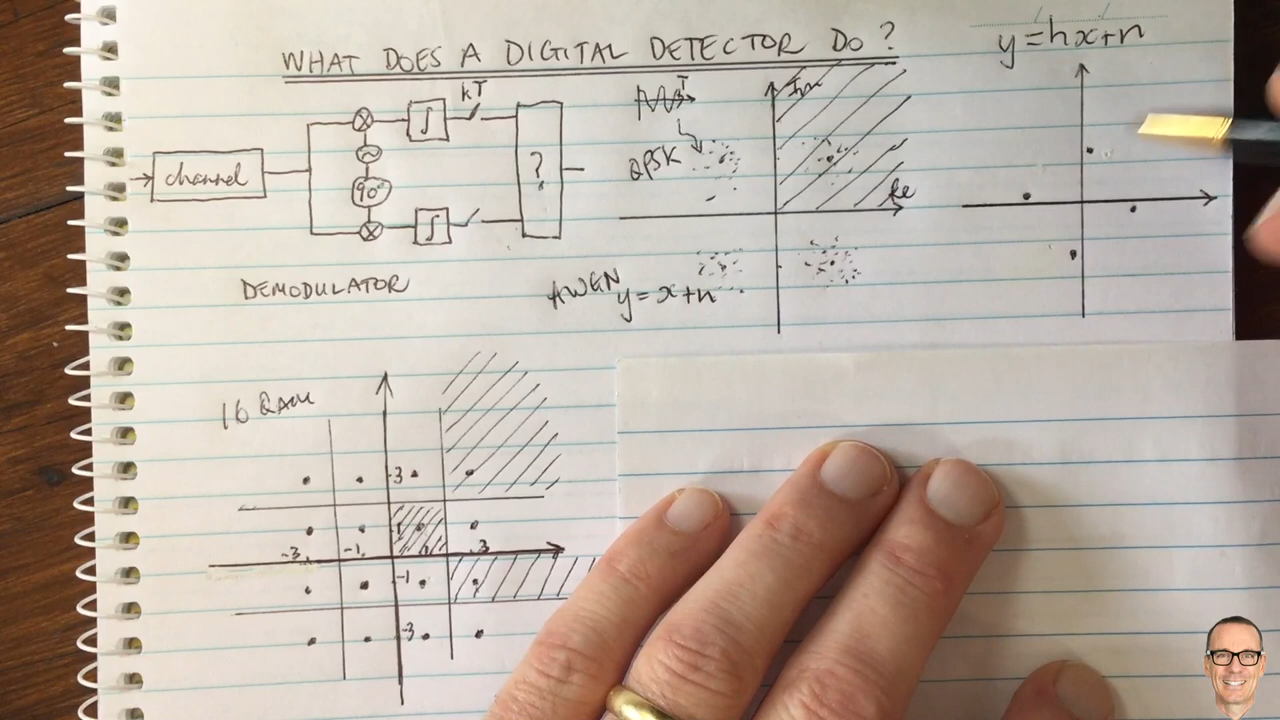 WHAT DOES A DIGITAL DETECTOR DO?
y=hx+n
kT
T
Im
∫
channel
90°
?
QPSK
Re
∫
DEMODULATOR
AWGN
y=x+n
16 QAM
3
1
-3
-1
1
3
-1
-3